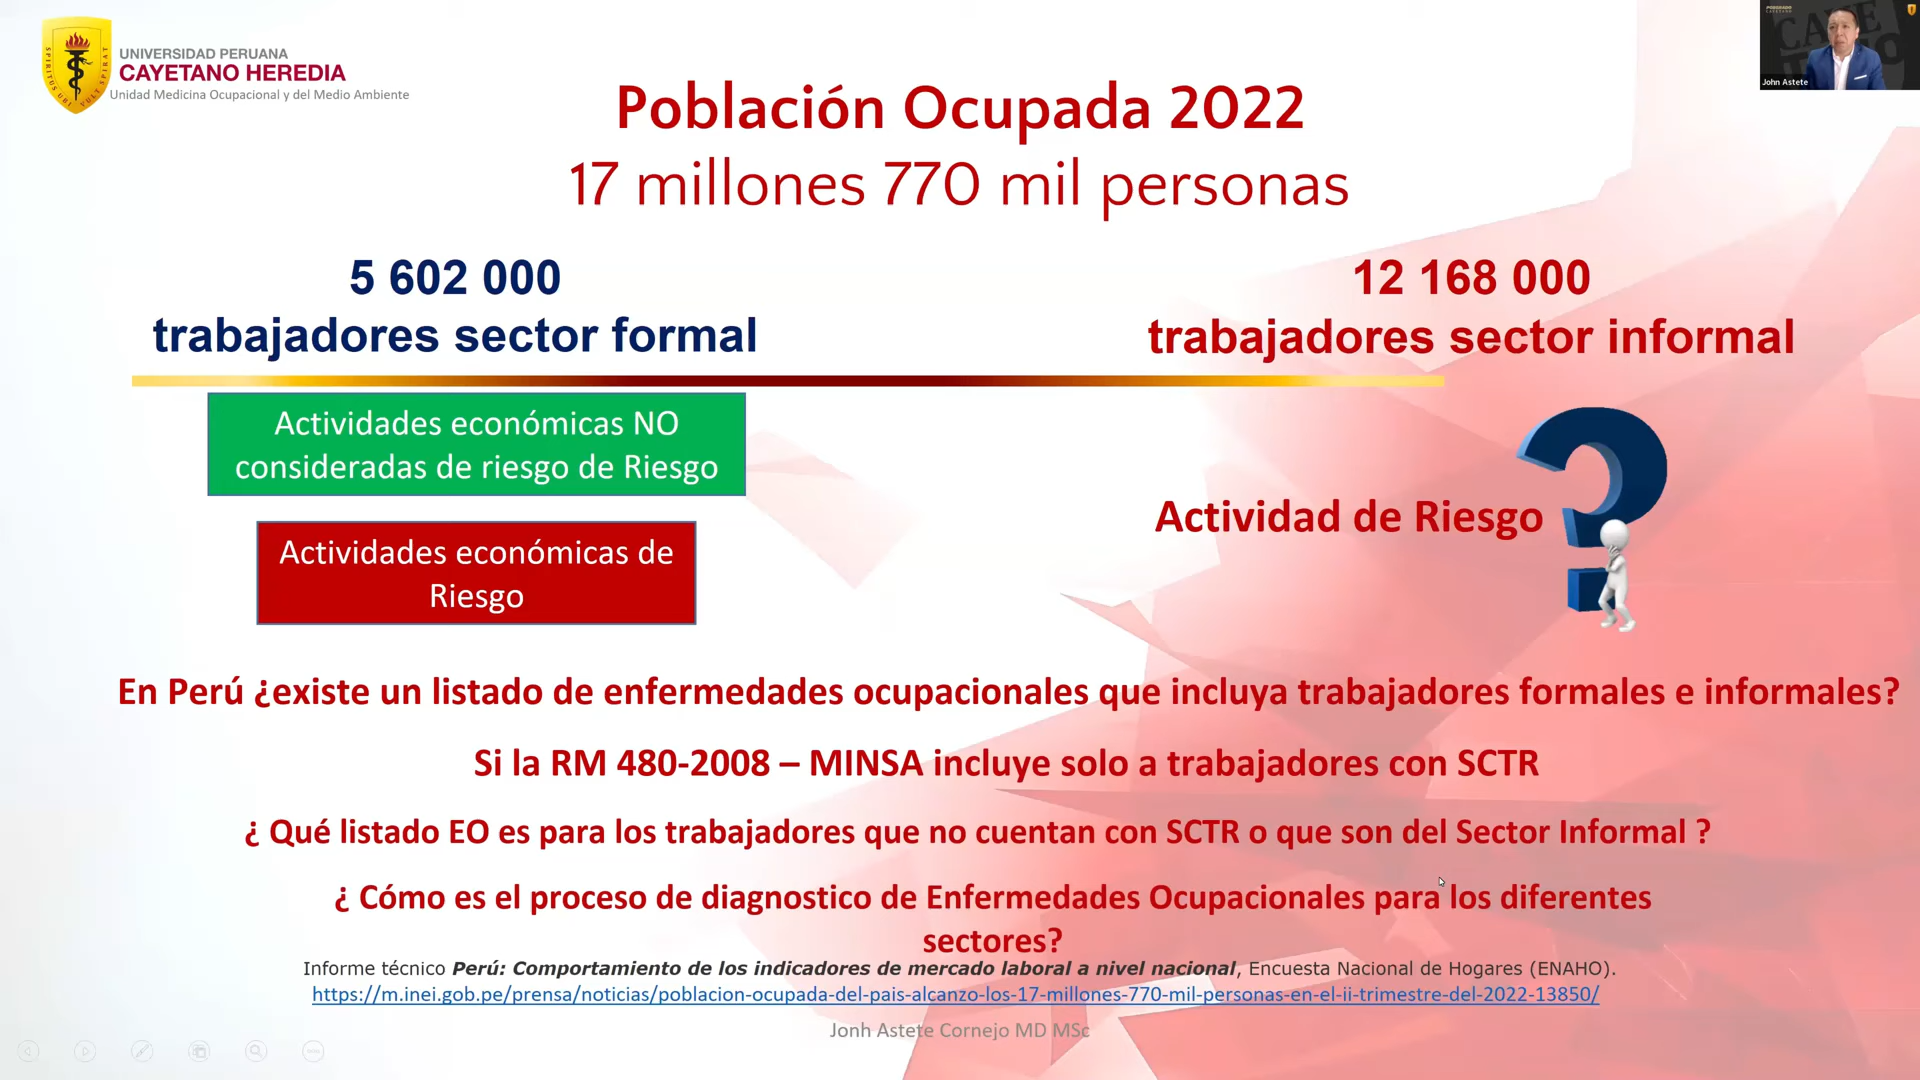 UNIVERSIDAD PERUANA
CAYETANO HEREDIA
Unidad Medicina Ocupacional y del Medio Ambiente
John Astete
Población Ocupada 2022
17 millones 770 mil personas
5 602 000
trabajadores sector formal
12 168 000
trabajadores sector informal
Actividades económicas NO
consideradas de riesgo de Riesgo
Actividades económicas de
Riesgo
Actividad de Riesgo
En Perú ¿existe un listado de enfermedades ocupacionales que incluya trabajadores formales e informales?
Si la RM 480-2008 – MINSA incluye solo a trabajadores con SCTR
¿ Qué listado EO es para los trabajadores que no cuentan con SCTR o que son del Sector Informal ?
¿ Cómo es el proceso de diagnostico de Enfermedades Ocupacionales para los diferentes
sectores?
Informe técnico Perú: Comportamiento de los indicadores de mercado laboral a nivel nacional, Encuesta Nacional de Hogares (ENAHO).
https://m.inei.gob.pe/prensa/noticias/poblacion-ocupada-del-pais-alcanzo-los-17-millones-770-mil-personas-en-el-ii-trimestre-del-2022-13850/
Jonh Astete Cornejo MD MSc